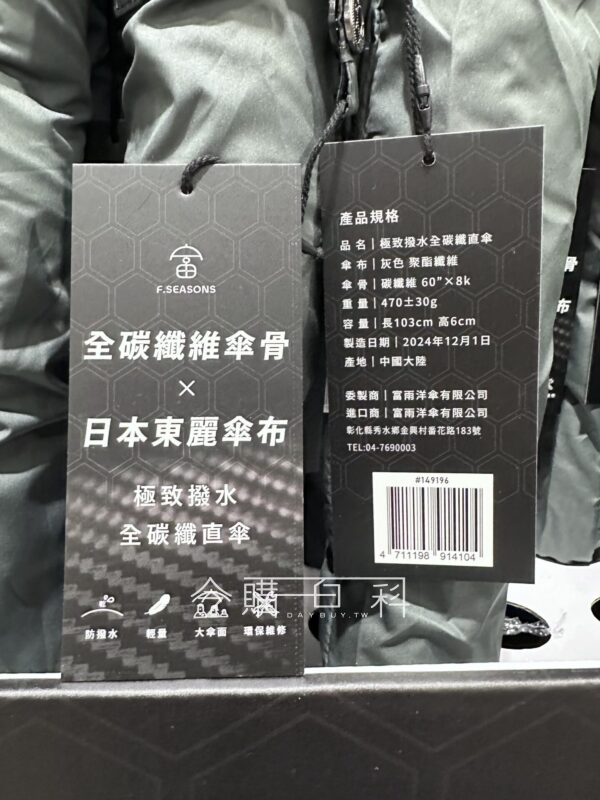 富
F.SEASONS
全碳纖維傘骨
×
日本東麗傘布
極致撥水
全碳纖直傘
防撥水
輕量
大傘面
環保維修
產品規格
品 名｜極致撥水全碳纖直傘
傘 布｜灰色 聚酯纖維
傘 骨｜碳纖維 60”×8k
重 量｜470±30g
容 量｜長103cm 高6cm
製造日期｜2024年12月1日
產地｜中國大陸
委製商｜富雨洋傘有限公司
進口商｜富雨洋傘有限公司
彰化縣秀水鄉金興村番花路183號
TEL:04-7690003
#149196
4 711198 914104
今購百科
DAYBUY.TW
骨
布